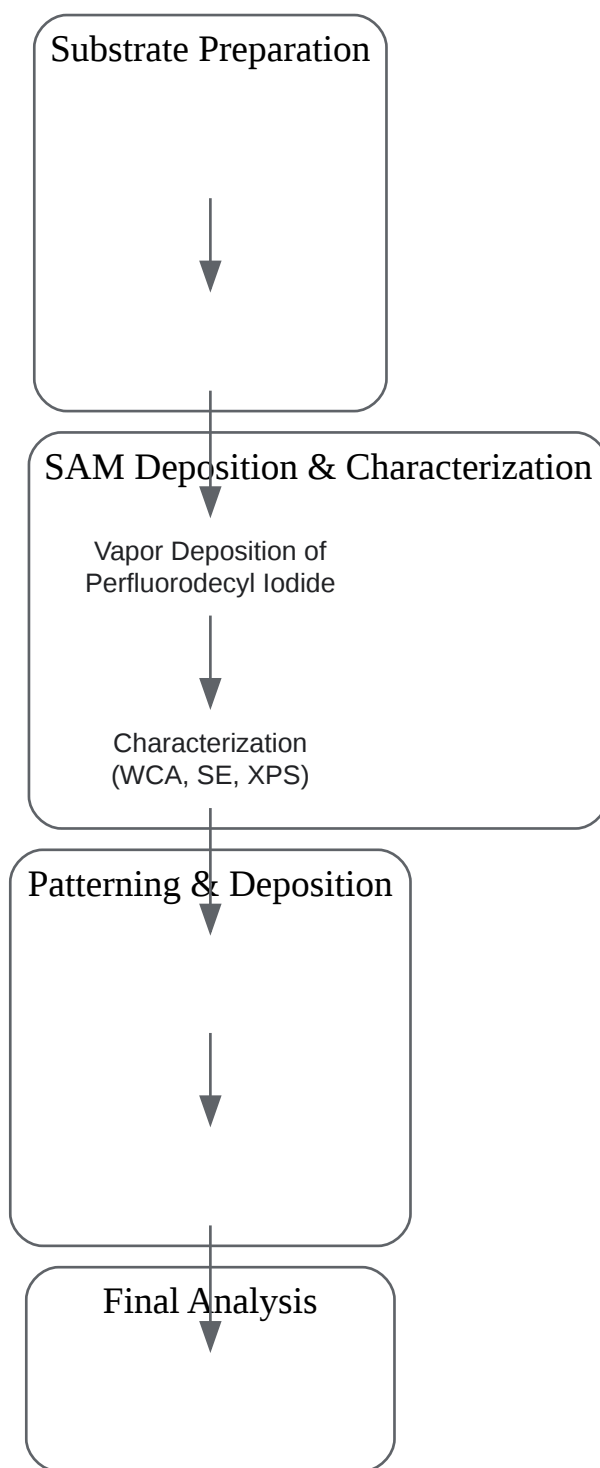 Substrate Preparation
SAM Deposition & Characterization
Vapor Deposition of
Perfluorodecyl Iodide
Characterization
(WCA, SE, XPS)
Patterning & Deposition
Final Analysis